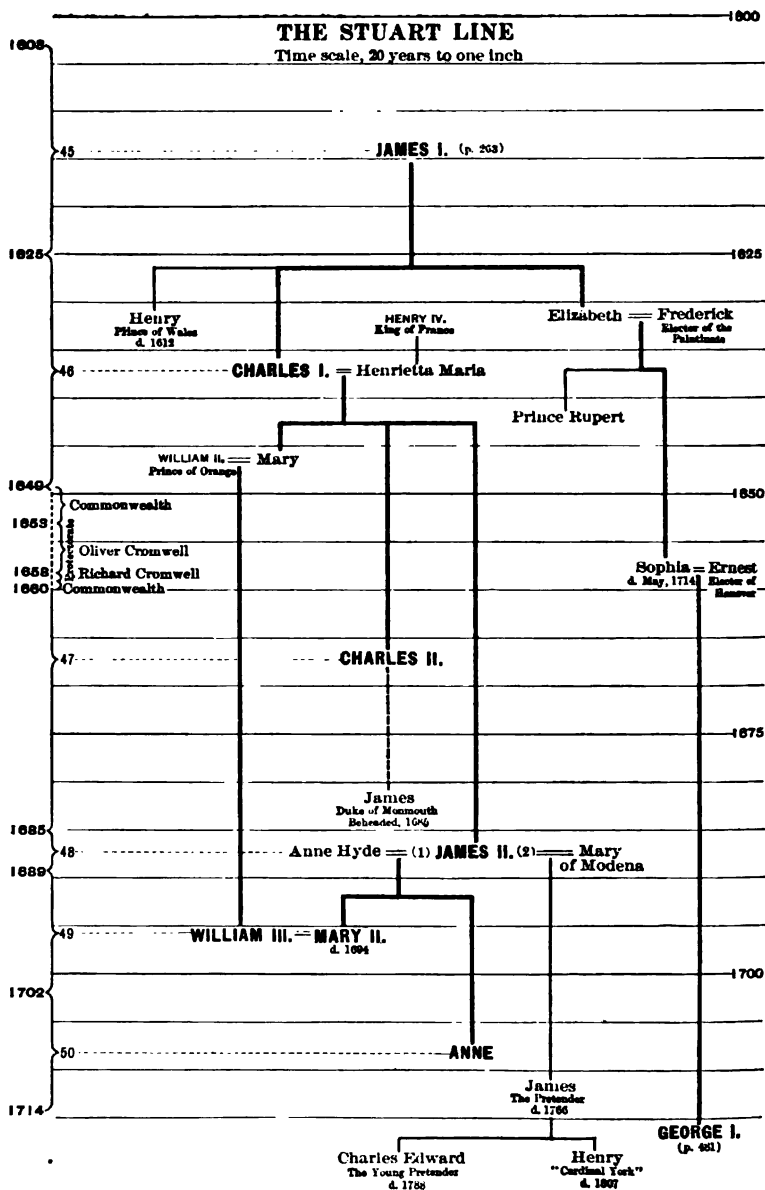 THE STUART LINE
1600
Time scale, 20 years to one inch
1603
45
JAMES I. (p. 263)
1625
1625
Henry
Prince of Wales
d. 1612
HENRY IV.
King of France
Elizabeth = Frederick
Elector of the
Palatinate
46
CHARLES I. = Henrietta Maria
Prince Rupert
WILLIAM II. = Mary
Prince of Orange
1649
1650
Commonwealth
1653
Protectorate
Oliver Cromwell
1658
Richard Cromwell
1660
Commonwealth
Sophia = Ernest
d. May, 1714
Elector of
Hanover
47
CHARLES II.
1675
James
Duke of Monmouth
Beheaded, 1685
1685
48
Anne Hyde = (1) JAMES II. (2) = Mary
of Modena
1689
49
WILLIAM III. = MARY II.
d. 1694
1700
1702
50
ANNE
James
The Pretender
d. 1766
1714
GEORGE I.
(p. 481)
Charles Edward
The Young Pretender
d. 1788
Henry
"Cardinal York"
d. 1807